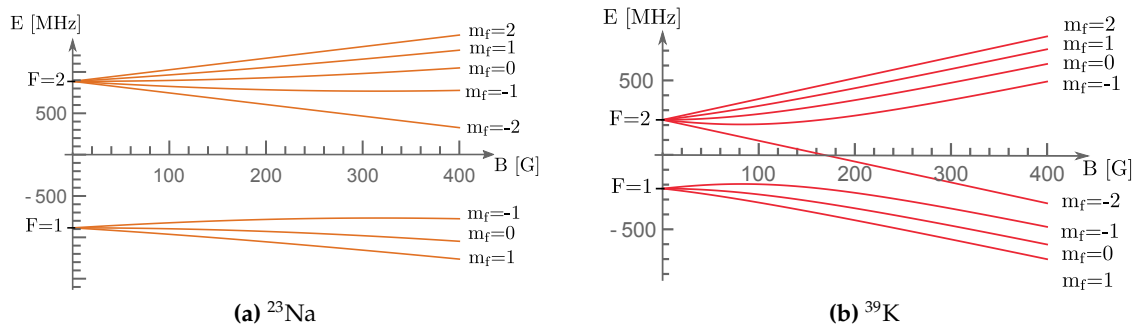 E [MHz]
m_f=2
m_f=1
m_f=0
m_f=-1
m_f=-2
F=2
500
B [G]
100
200
300
400
- 500
F=1
m_f=-1
m_f=0
m_f=1
(a) ²³Na
E [MHz]
m_f=2
m_f=1
m_f=0
m_f=-1
500
F=2
B [G]
100
200
300
400
F=1
- 500
m_f=-2
m_f=-1
m_f=0
m_f=1
(b) ³⁹K